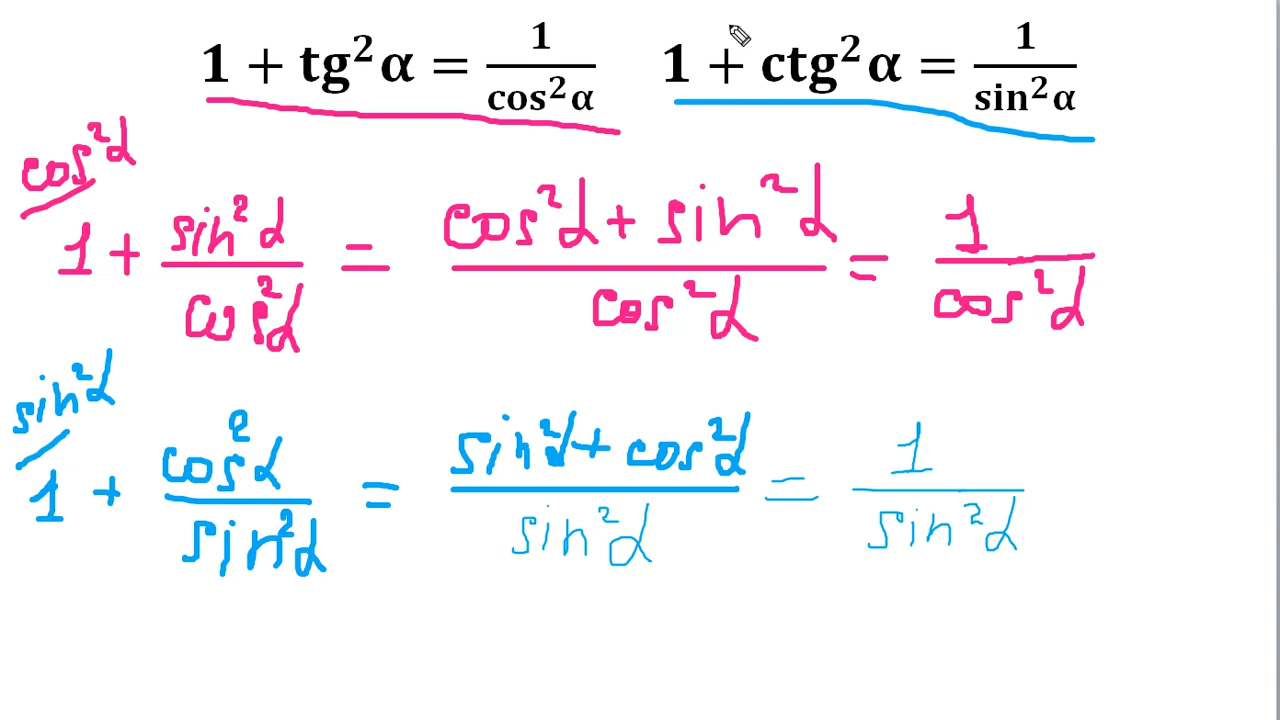 1 + tg²α = 1/cos²α    1 + ctg²α = 1/sin²α
cos²α
1 + sin²α/cos²α = (cos²α + sin²α)/cos²α = 1/cos²α
sin²α
1 + cos²α/sin²α = (sin²α + cos²α)/sin²α = 1/sin²α